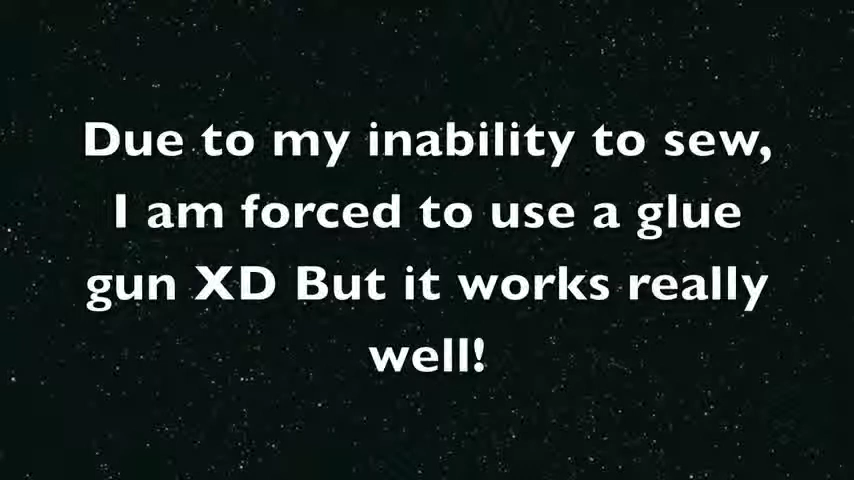 Due to my inability to sew,
I am forced to use a glue
gun XD But it works really
well!